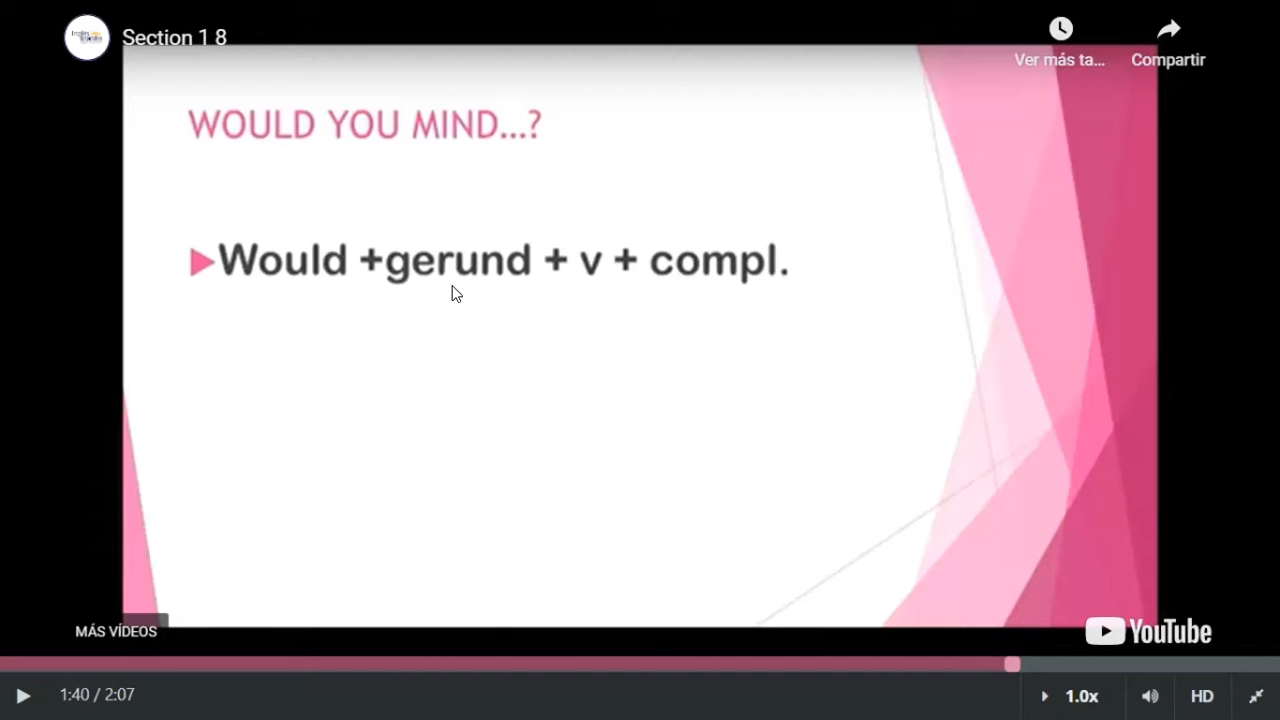 Section 1 8
Ver más ta...
Compartir
WOULD YOU MIND...?
Would +gerund + v + compl.
MÁS VÍDEOS
YouTube
1:40 / 2:07
1.0x
HD